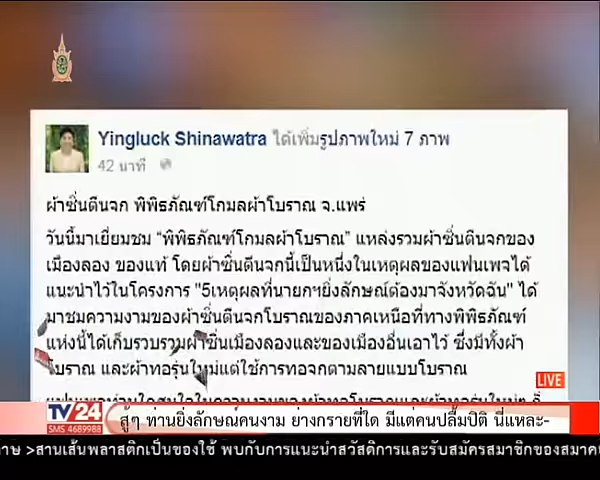 Yingluck Shinawatra ได้เพิ่มรูปภาพใหม่ 7 ภาพ
42 นาที
ผ้าซิ่นตีนจก พิพิธภัณฑ์โกมลผ้าโบราณ จ.แพร่
วันนี้มาเยี่ยมชม "พิพิธภัณฑ์โกมลผ้าโบราณ" แหล่งรวมผ้าซิ่นตีนจกของ
เมืองลอง ของแท้ โดยผ้าซิ่นตีนจกนี้เป็นหนึ่งในเหตุผลของแฟนเพจได้
แนะนำไว้ในโครงการ "5เหตุผลที่นายกฯยิ่งลักษณ์ต้องมาจังหวัดฉัน" ได้
มาชมความงามของผ้าซิ่นตีนจกโบราณของภาคเหนือที่ทางพิพิธภัณฑ์
แห่งนี้ได้เก็บรวบรวมผ้าซิ่นเมืองลองและของเมืองอื่นเอาไว้ ซึ่งมีทั้งผ้า
โบราณ และผ้าทอรุ่นใหม่แต่ใช้การทอจกตามลายแบบโบราณ
LIVE
TV24
SMS 4689988
สู้ๆ ท่านยิ่งลักษณ์คนงาม ย่างกรายที่ใด มีแต่คนปลื้มปิติ นี่แหละ-
าษ >สานเส้นพลาสติกเป็นของใช้ พบกับการแนะนำสวัสดิการและรับสมัครสมาชิกของสมาค